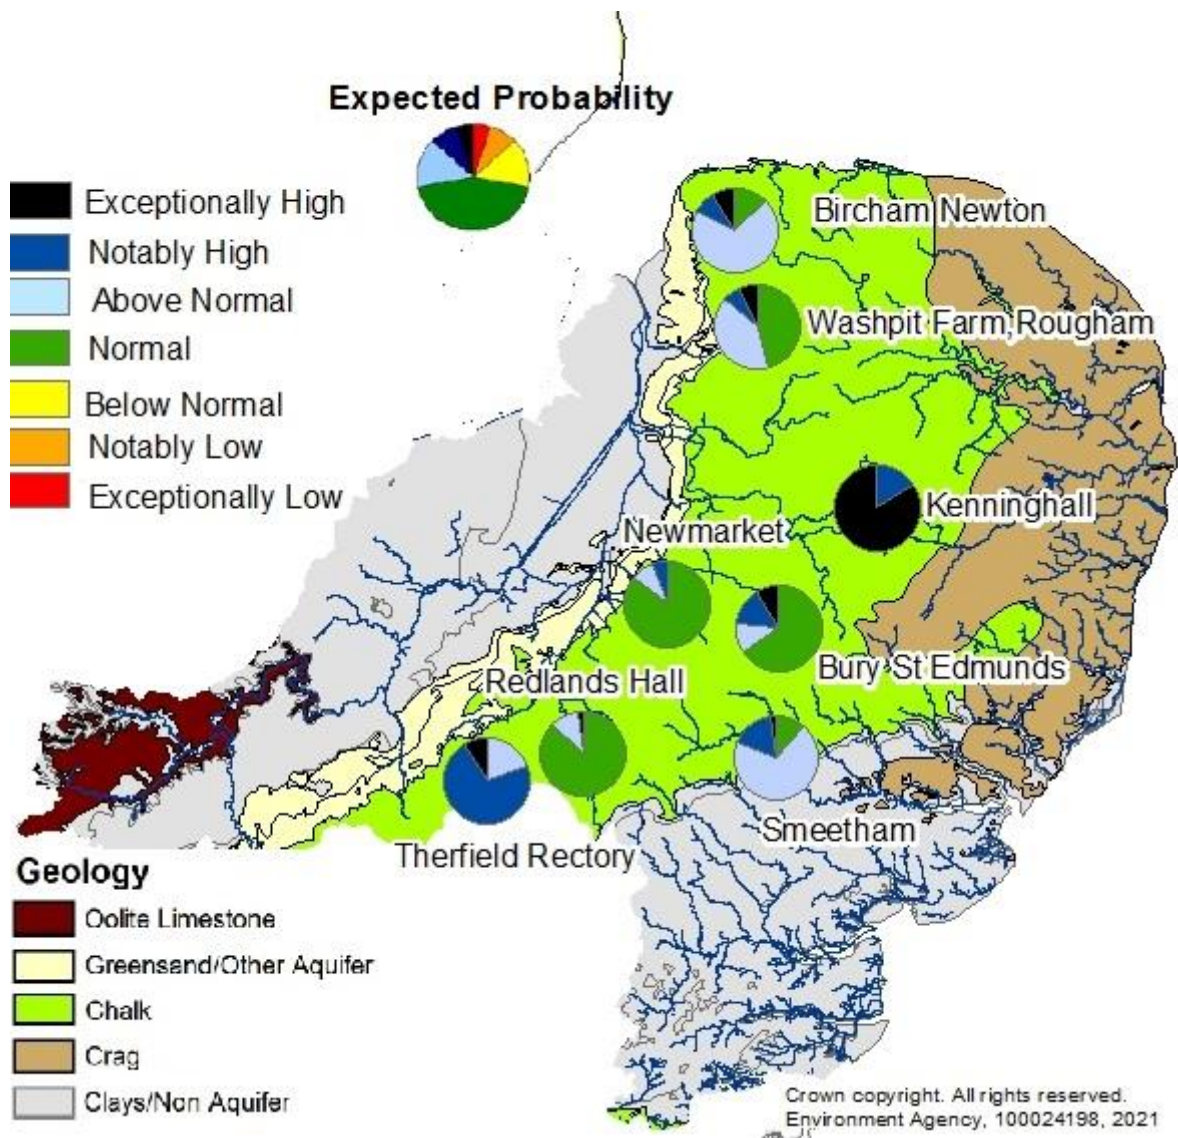 Expected Probability
Exceptionally High
Notably High
Above Normal
Normal
Below Normal
Notably Low
Exceptionally Low
Bircham Newton
Washpit Farm,Rougham
Kenninghall
Newmarket
Bury St Edmunds
Redlands Hall
Smeetham
Therfield Rectory
Geology
Oolite Limestone
Greensand/Other Aquifer
Chalk
Crag
Clays/Non Aquifer
Crown copyright. All rights reserved.
Environment Agency, 100024198, 2021